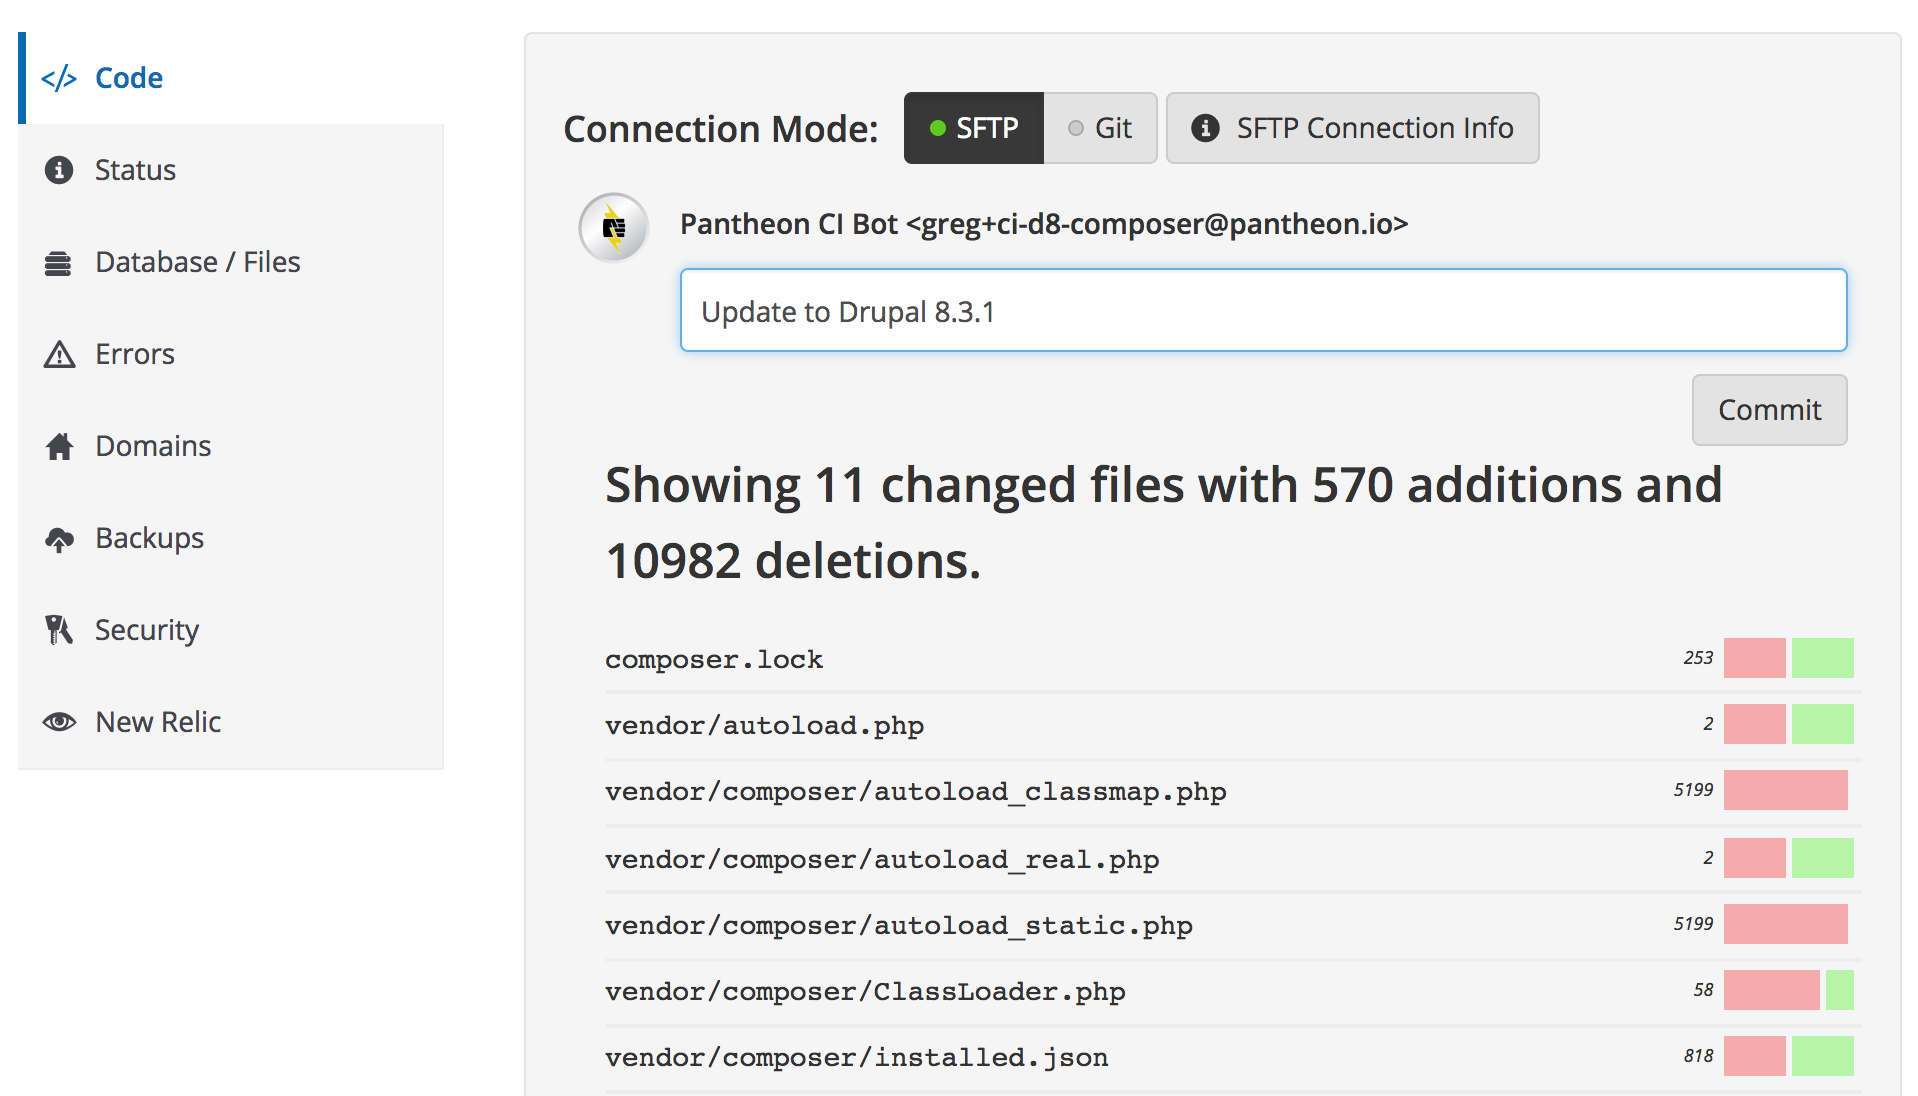 Code
Status
Database / Files
Errors
Domains
Backups
Security
New Relic
Connection Mode: SFTP Git SFTP Connection Info
Pantheon CI Bot <greg+ci-d8-composer@pantheon.io>
Update to Drupal 8.3.1
Commit
Showing 11 changed files with 570 additions and
10982 deletions.
composer.lock 253
vendor/autoload.php 2
vendor/composer/autoload_classmap.php 5199
vendor/composer/autoload_real.php 2
vendor/composer/autoload_static.php 5199
vendor/composer/ClassLoader.php 58
vendor/composer/installed.json 818